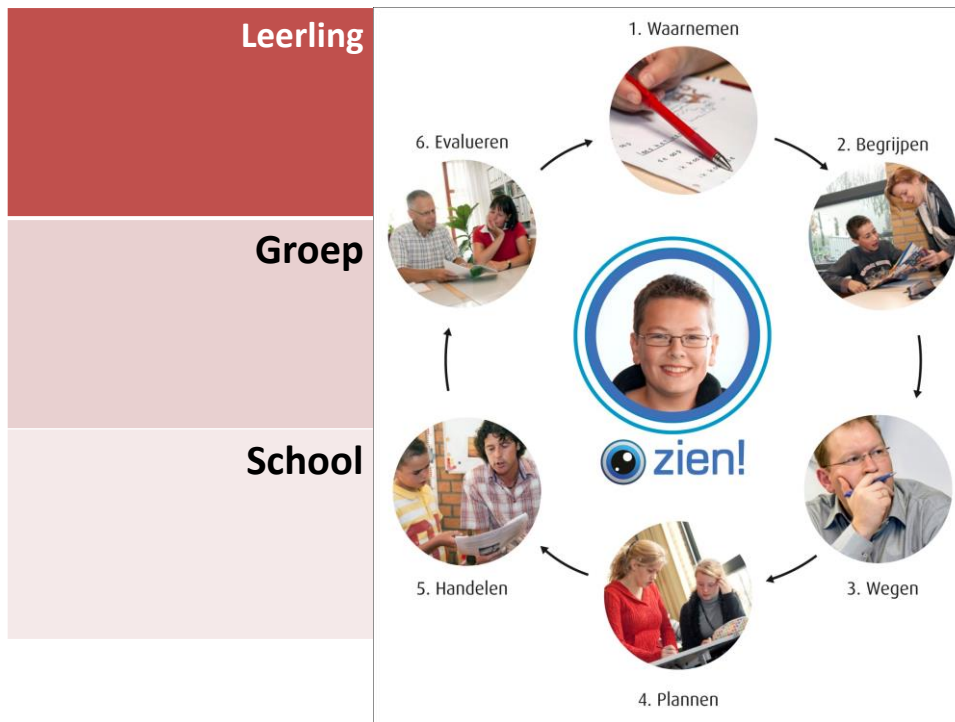 Leerling
Groep
School
1. Waarnemen
2. Begrijpen
3. Wegen
4. Plannen
5. Handelen
6. Evalueren
zien!